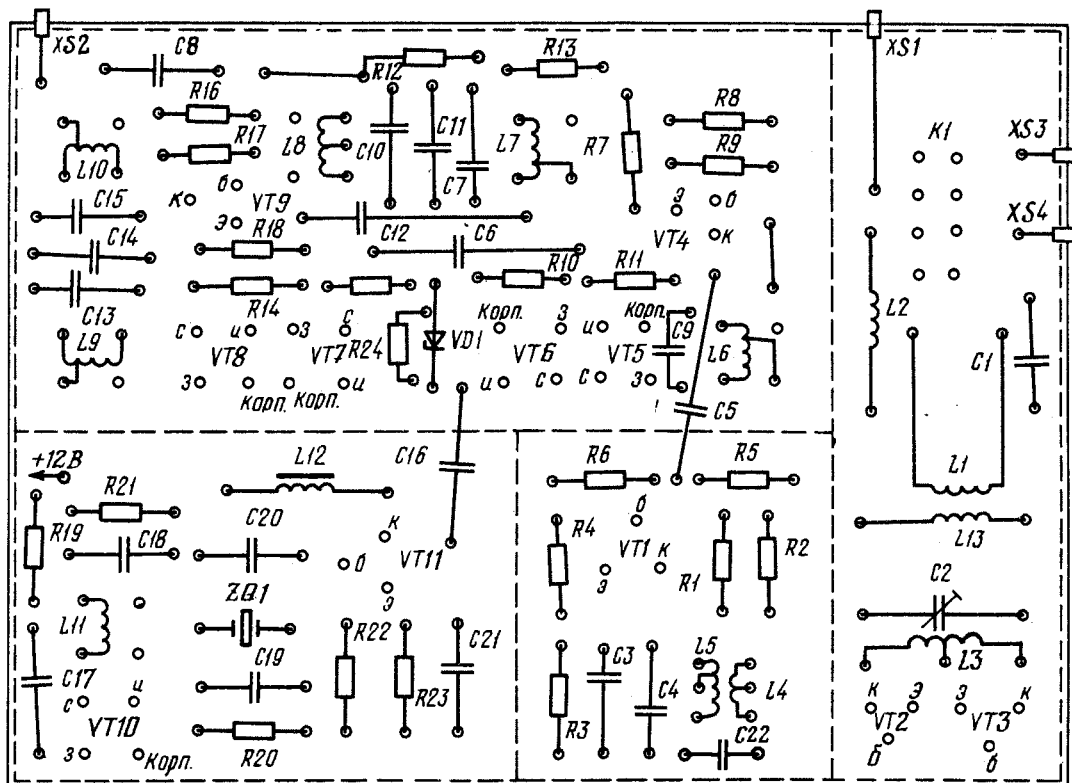 XS2
C8
R12
R13
XS1
R16
R17
L8
C10
C11
C7
L7
R7
R8
R9
K1
XS3
L10
б
к
VT9
э
C15
C14
R18
C12
C6
э
б
VT4
к
XS4
C13
R14
R10
R11
L9
с
и
з
с
Корп.
з
и
Корп.
C9
L6
L2
C1
VT8
VT7
R24
VD1
VT6
VT5
з
и
и
с
с
з
Корп.
Корп.
C5
+12В
L12
C16
R6
R5
L1
R21
R19
C20
к
б
R4
VT1
к
R1
R2
L13
C18
б
VT11
э
э
C2
ZQ1
L11
R22
C21
L5
L3
C17
и
с
C19
R23
C3
C4
L4
к
э
э
к
VT10
R3
VT2
VT3
з
Корп.
R20
C22
б
б